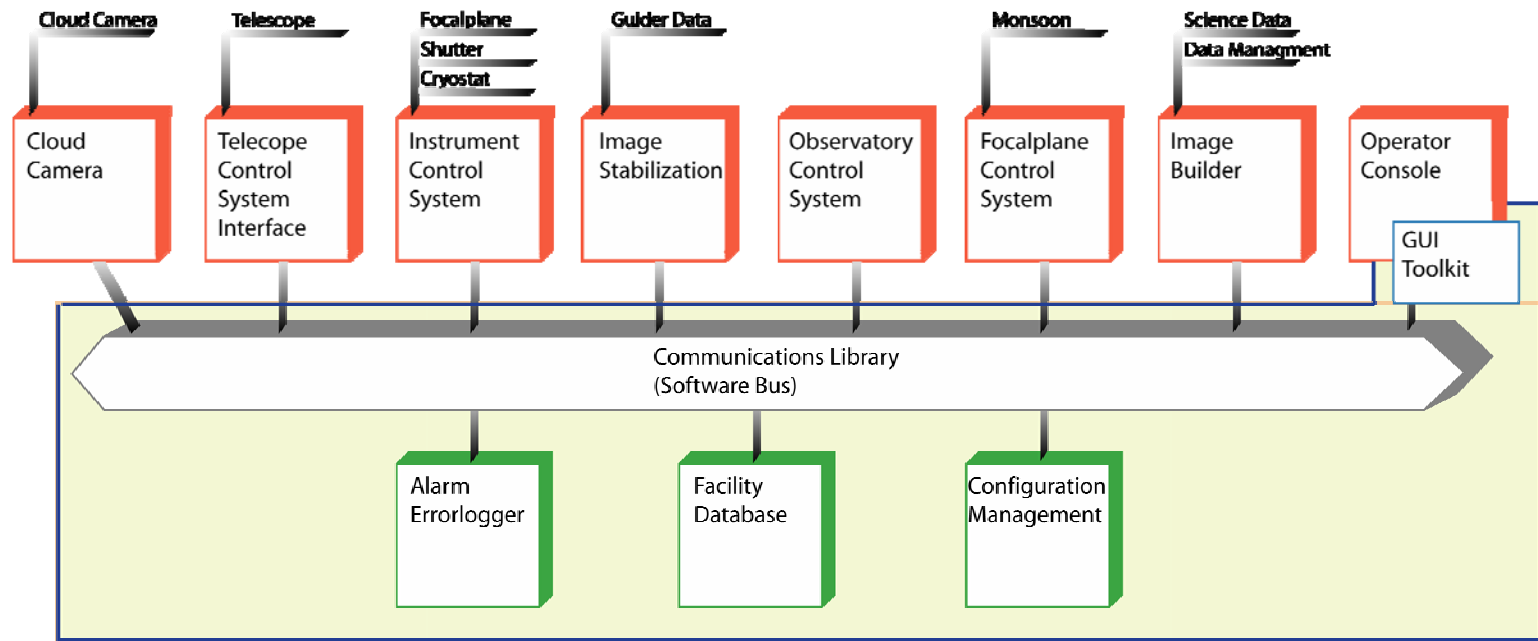 Cloud Camera
Telescope
Focalplane
Shutter
Cryostat
Guider Data
Monsoon
Science Data
Data Managment
Cloud
Camera
Telecope
Control
System
Interface
Instrument
Control
System
Image
Stabilization
Observatory
Control
System
Focalplane
Control
System
Image
Builder
Operator
Console
GUI
Toolkit
Communications Library
(Software Bus)
Alarm
Errorlogger
Facility
Database
Configuration
Management